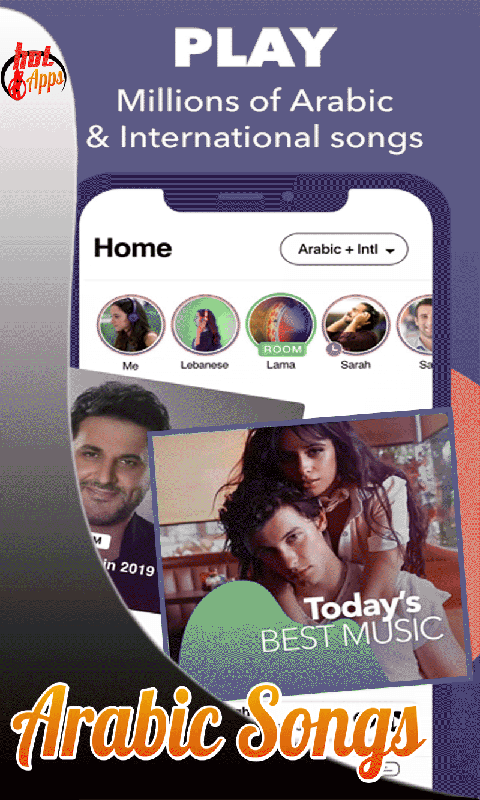 hot
Apps
PLAY
Millions of Arabic
& International songs
Home
Arabic + Intl
Me
Lebanese
ROOM
Lama
Sarah
Sa
M
in 2019
Today's
BEST MUSIC
Arabic Songs